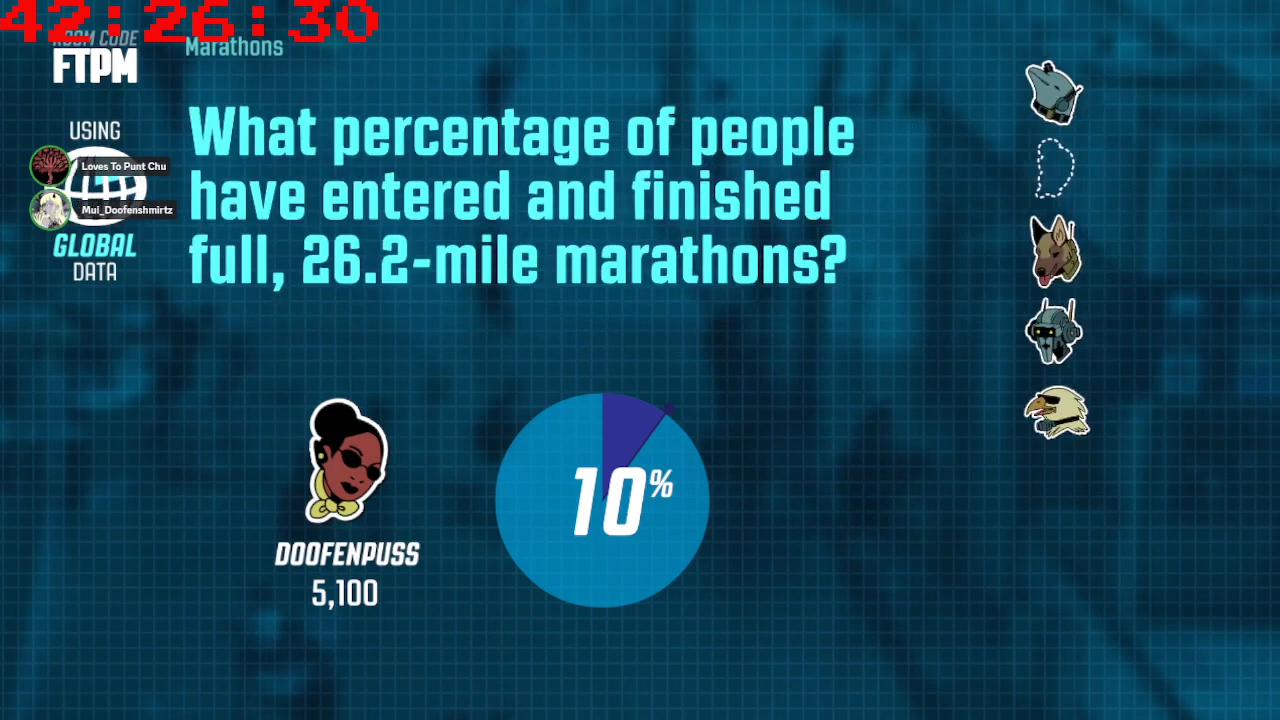 42:26:30
ROOM CODE
FTPM
Marathons
USING
Loves To Punt Chu
Mui_Doofenshmirtz
GLOBAL
DATA
What percentage of people
have entered and finished
full, 26.2-mile marathons?
10%
DOOFENPUSS
5,100